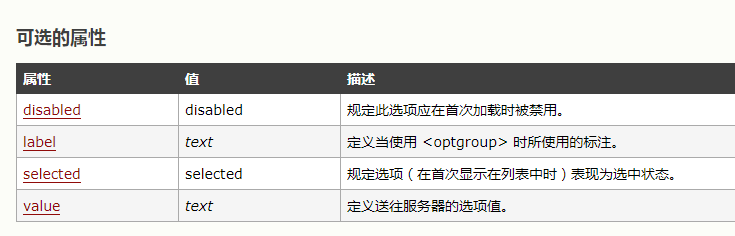 可选的属性
属性 值 描述
disabled disabled 规定此选项应在首次加载时被禁用。
label text 定义当使用 <optgroup> 时所使用的标注。
selected selected 规定选项（在首次显示在列表中时）表现为选中状态。
value text 定义送往服务器的选项值。